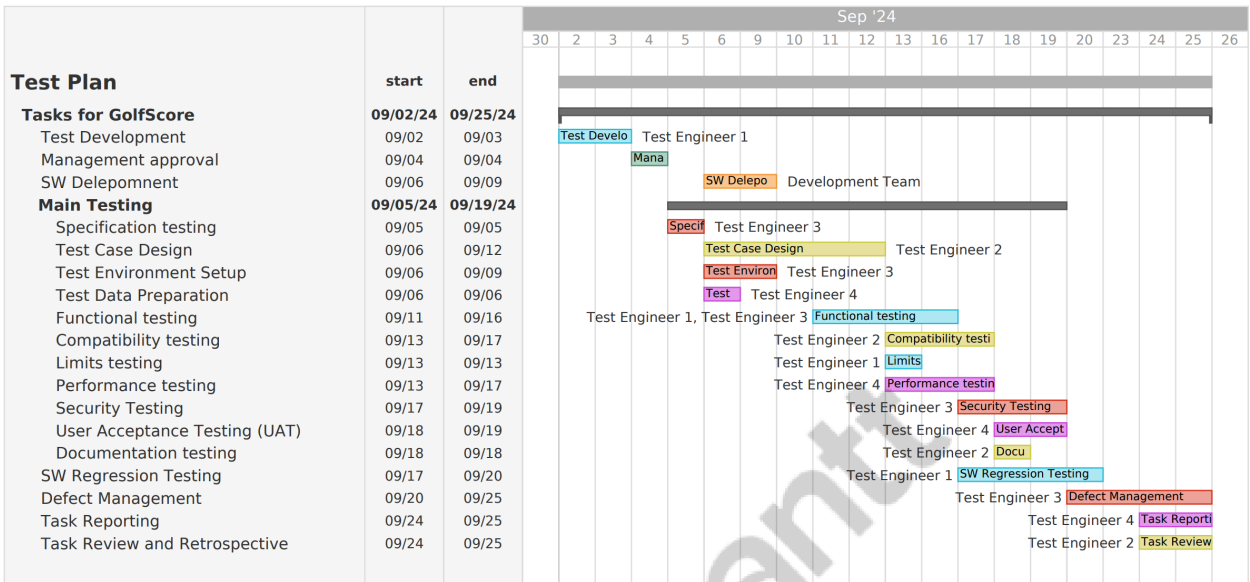 Sep '24
30 2 3 4 5 6 9 10 11 12 13 16 17 18 19 20 23 24 25 26
Test Plan start end
Tasks for GolfScore 09/02/24 09/25/24
Test Development 09/02 09/03 Test Develo Test Engineer 1
Management approval 09/04 09/04 Mana
SW Delepomnent 09/06 09/09 SW Delepo Development Team
Main Testing 09/05/24 09/19/24
Specification testing 09/05 09/05 Specif Test Engineer 3
Test Case Design 09/06 09/12 Test Case Design Test Engineer 2
Test Environment Setup 09/06 09/09 Test Environ Test Engineer 3
Test Data Preparation 09/06 09/06 Test Test Engineer 4
Functional testing 09/11 09/16 Test Engineer 1, Test Engineer 3 Functional testing
Compatibility testing 09/13 09/17 Test Engineer 2 Compatibility testi
Limits testing 09/13 09/13 Test Engineer 1 Limits
Performance testing 09/13 09/17 Test Engineer 4 Performance testin
Security Testing 09/17 09/19 Test Engineer 3 Security Testing
User Acceptance Testing (UAT) 09/18 09/19 Test Engineer 4 User Accept
Documentation testing 09/18 09/18 Test Engineer 2 Docu
SW Regression Testing 09/17 09/20 Test Engineer 1 SW Regression Testing
Defect Management 09/20 09/25 Test Engineer 3 Defect Management
Task Reporting 09/24 09/25 Test Engineer 4 Task Reporti
Task Review and Retrospective 09/24 09/25 Test Engineer 2 Task Review
antt